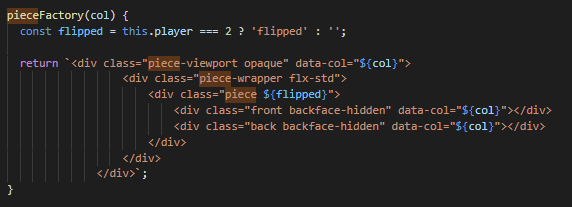 pieceFactory(col) {
const flipped = this.player === 2 ? 'flipped' : '';
return `<div class="piece-viewport opaque" data-col="${col}">
<div class="piece-wrapper flx-std">
<div class="piece ${flipped}">
<div class="front backface-hidden" data-col="${col}"></div>
<div class="back backface-hidden" data-col="${col}"></div>
</div>
</div>
</div>`;
}